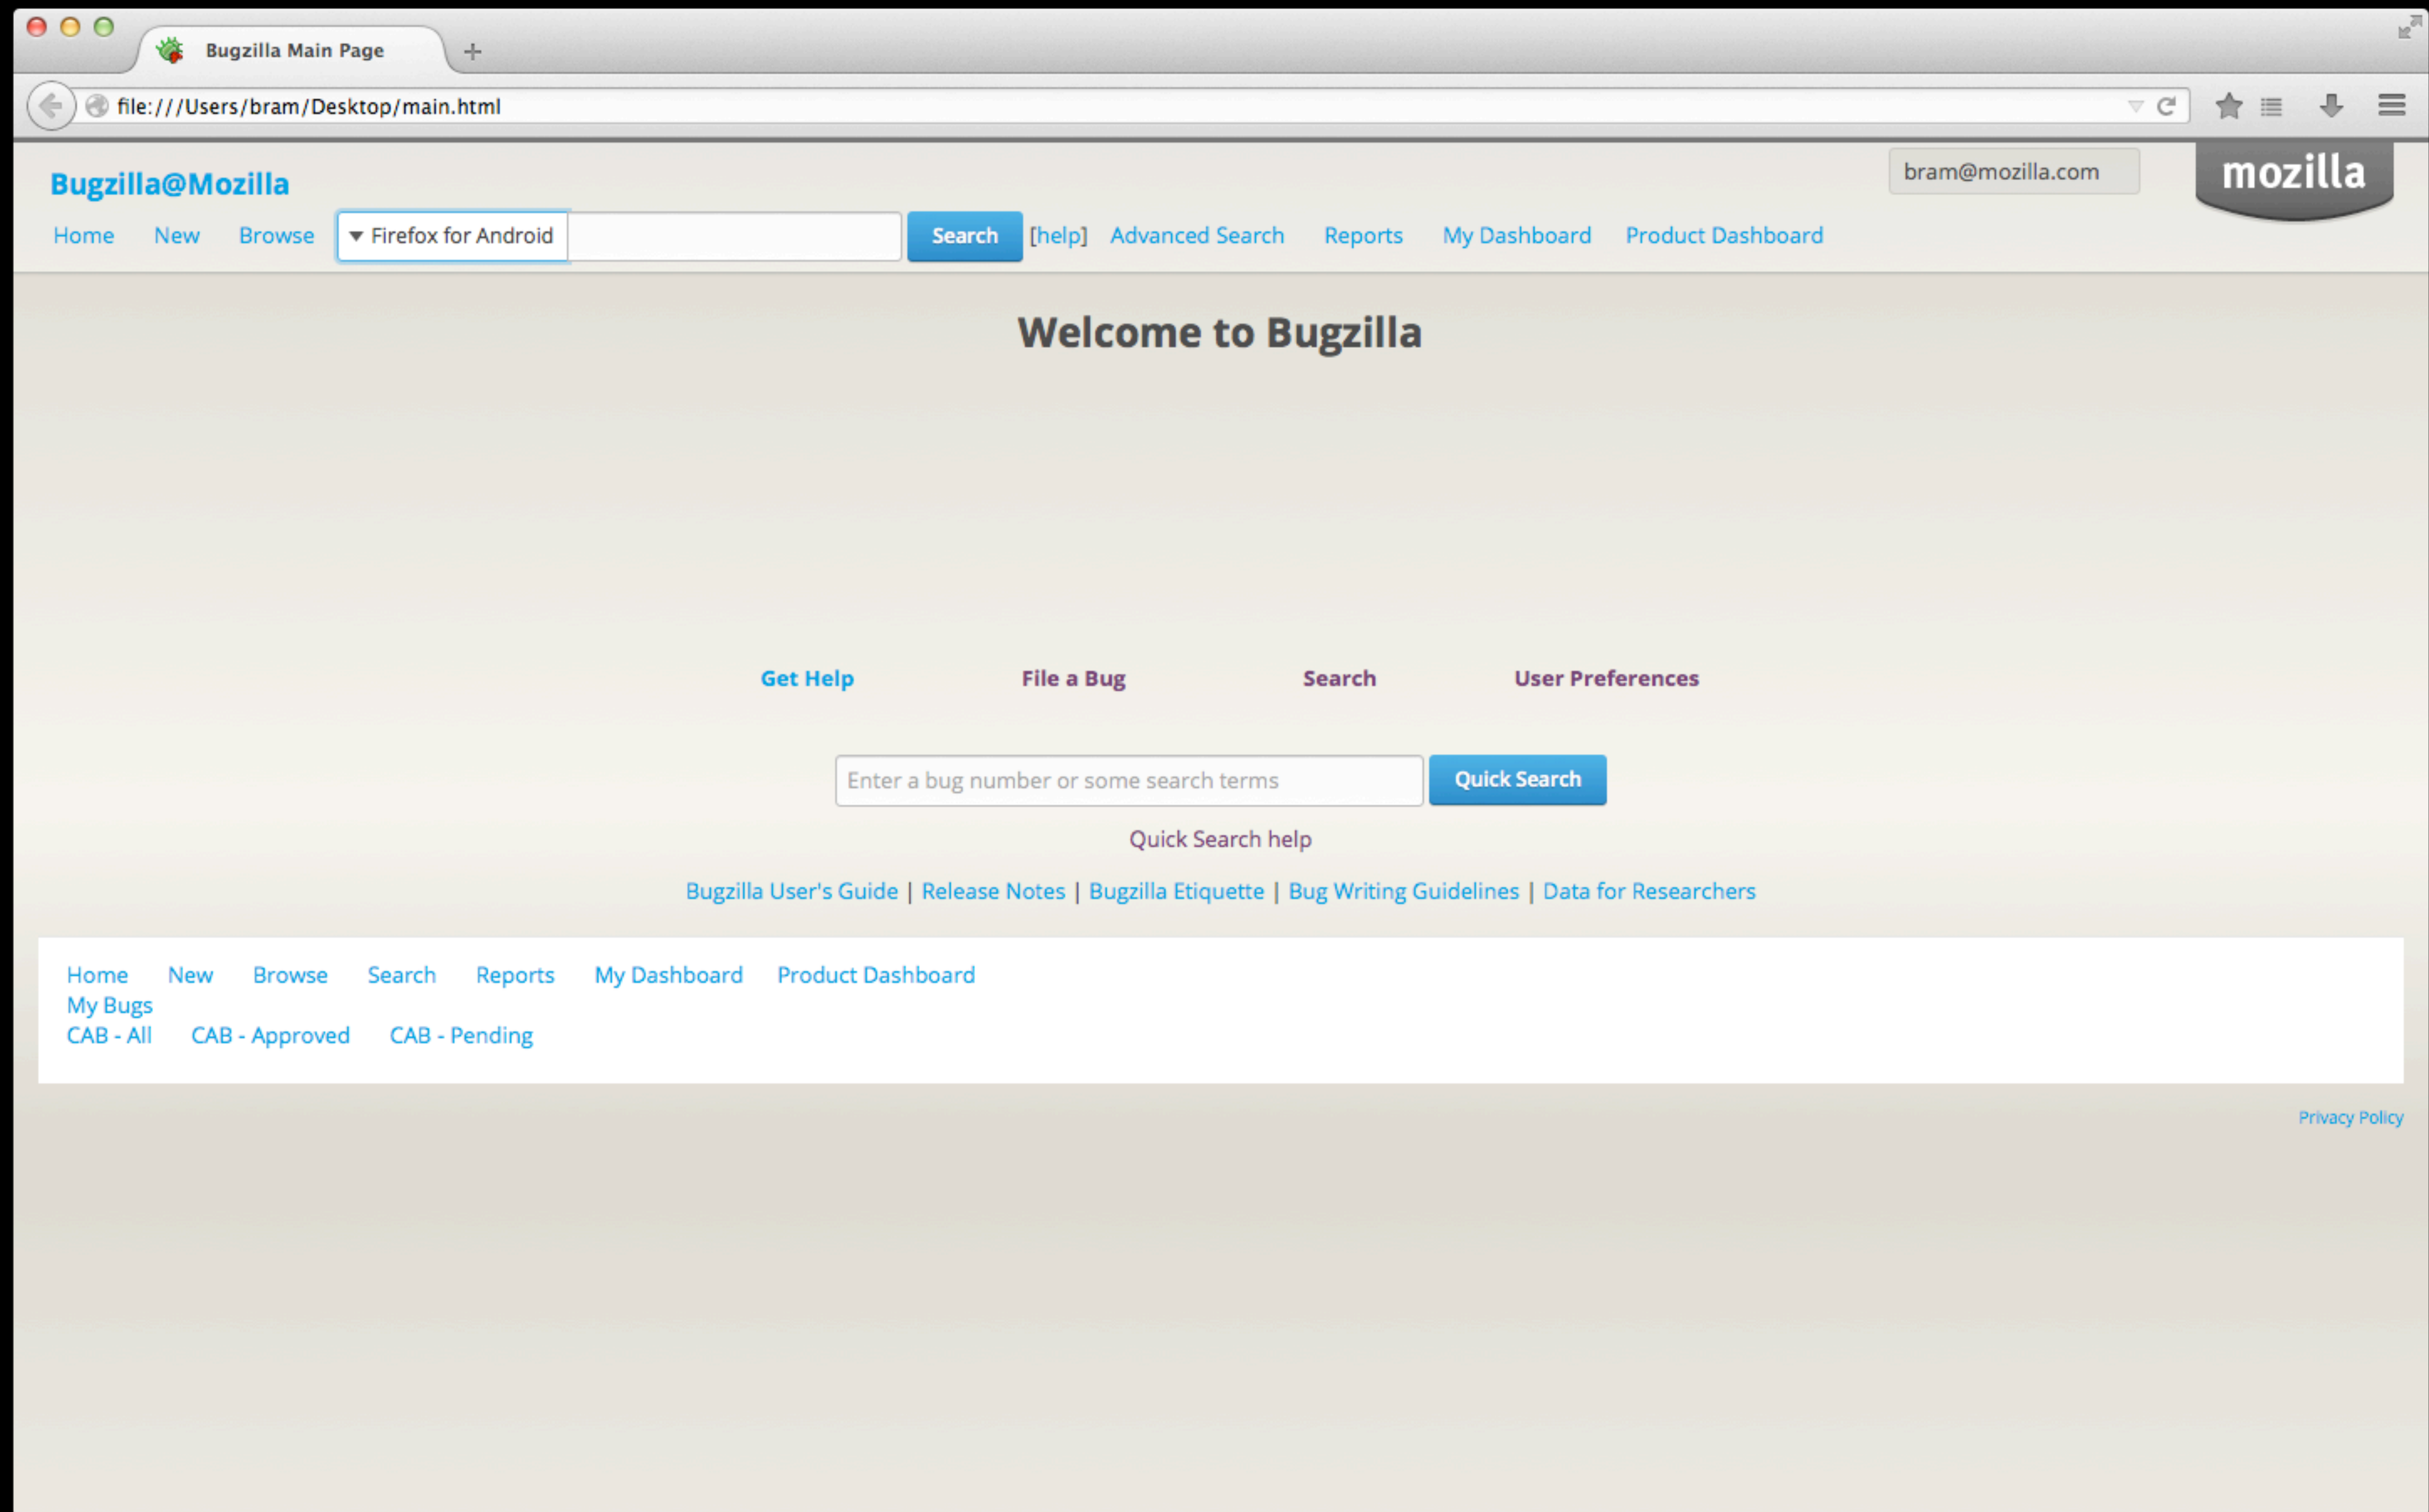 Bugzilla Main Page
file:///Users/bram/Desktop/main.html
Bugzilla@Mozilla
bram@mozilla.com
mozilla
Home New Browse Firefox for Android Search [help] Advanced Search Reports My Dashboard Product Dashboard
Welcome to Bugzilla
Get Help File a Bug Search User Preferences
Enter a bug number or some search terms Quick Search
Quick Search help
Bugzilla User's Guide | Release Notes | Bugzilla Etiquette | Bug Writing Guidelines | Data for Researchers
Home New Browse Search Reports My Dashboard Product Dashboard
My Bugs
CAB - All CAB - Approved CAB - Pending
Privacy Policy